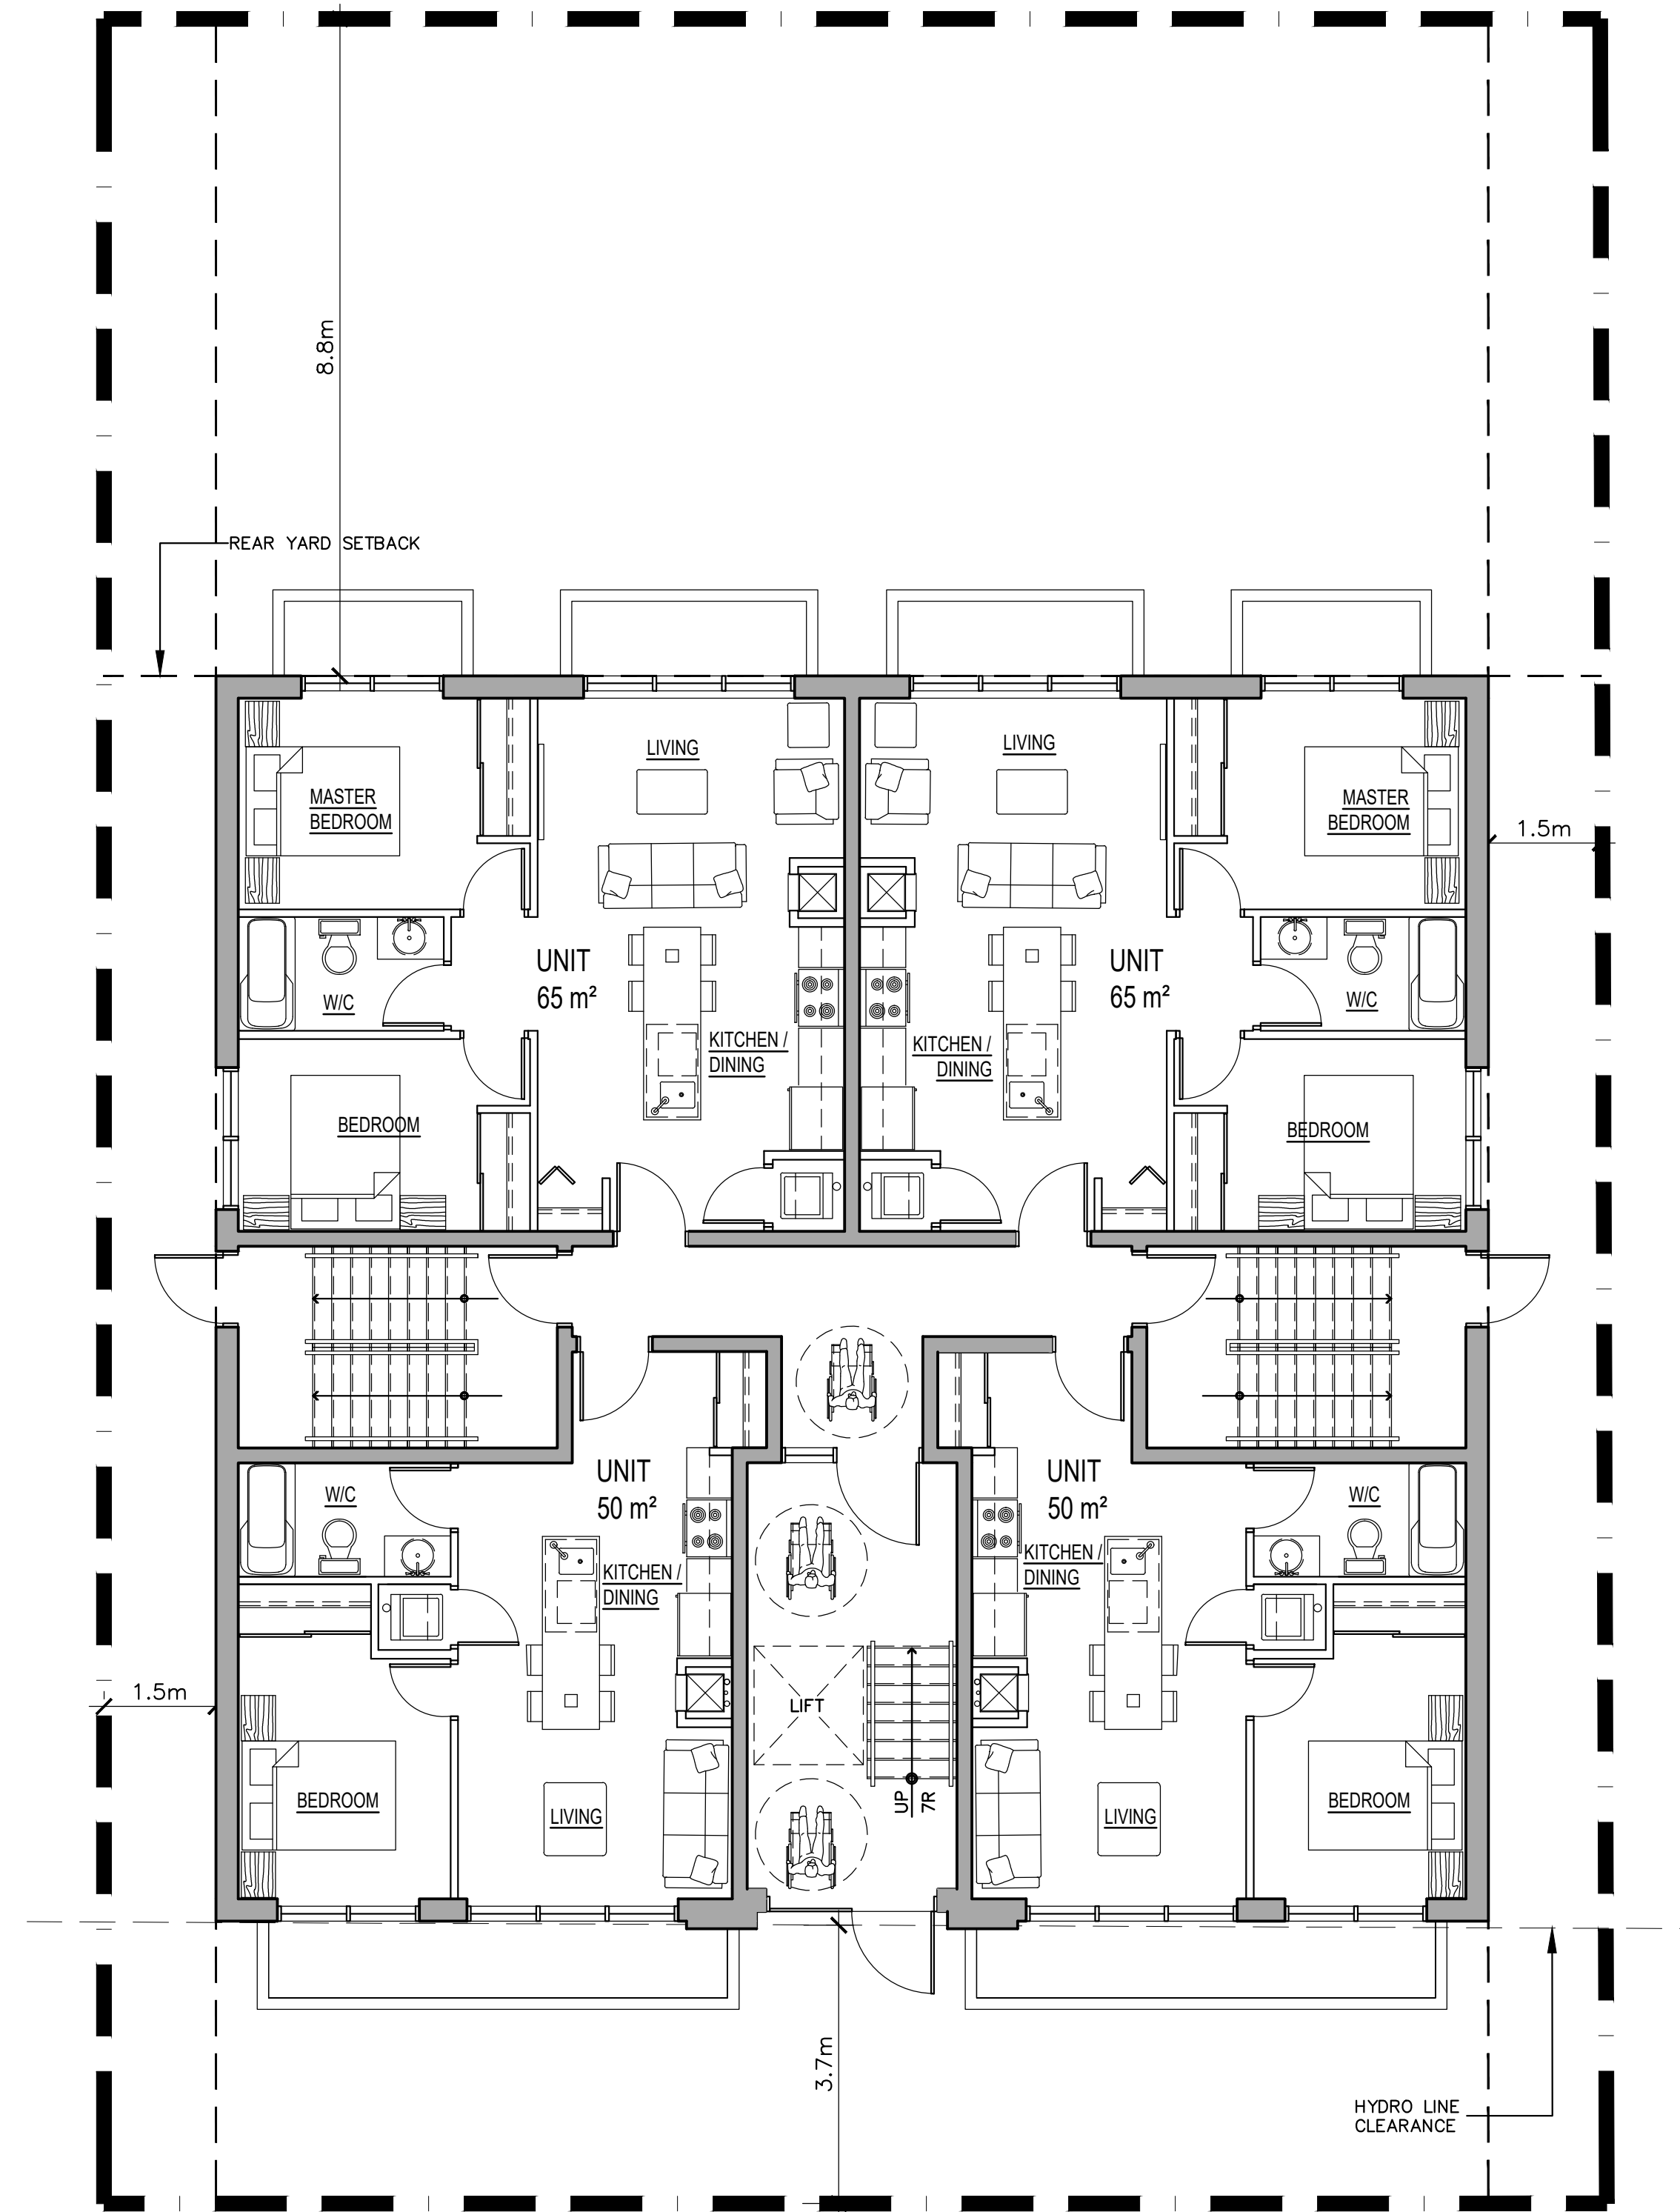 8.8m
REAR YARD SETBACK
LIVING
LIVING
MASTER
BEDROOM
MASTER
BEDROOM
1.5m
UNIT
65 m²
UNIT
65 m²
W/C
W/C
KITCHEN /
DINING
KITCHEN /
DINING
BEDROOM
BEDROOM
UNIT
50 m²
UNIT
50 m²
W/C
W/C
KITCHEN /
DINING
KITCHEN /
DINING
1.5m
LIFT
UP
7R
BEDROOM
LIVING
LIVING
BEDROOM
3.7m
HYDRO LINE
CLEARANCE